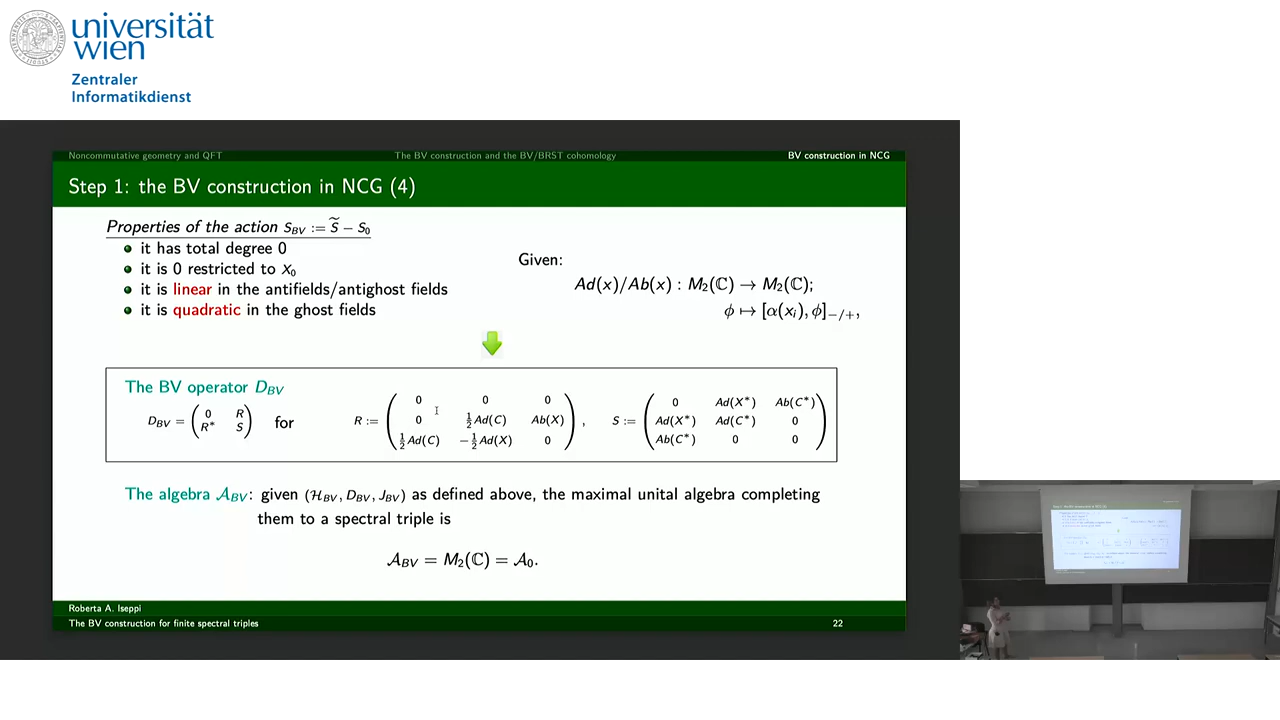 universität
wien
Zentraler
Informatikdienst
Noncommutative geometry and QFT The BV construction and the BV/BRST cohomology BV construction in NCG
Step 1: the BV construction in NCG (4)
Properties of the action S_BV := S̃ − S_0
it has total degree 0
it is 0 restricted to X_0
it is linear in the antifields/antighost fields
it is quadratic in the ghost fields
Given:
Ad(x)/Ab(x) : M_2(ℂ) → M_2(ℂ);
φ ↦ [α(x_i), φ]_{−/+},
The BV operator D_BV
D_BV = ( 0 R ; R* S ) for R := ( 0 0 0 ; 0 ½Ad(C) Ab(X) ; ½Ad(C) −½Ad(X) 0 ) , S := ( 0 Ad(X*) Ab(C*) ; Ad(X*) Ad(C*) 0 ; Ab(C*) 0 0 )
The algebra 𝒜_BV: given (ℋ_BV, D_BV, J_BV) as defined above, the maximal unital algebra completing
them to a spectral triple is
𝒜_BV = M_2(ℂ) = 𝒜_0.
Roberta A. Iseppi
The BV construction for finite spectral triples 22